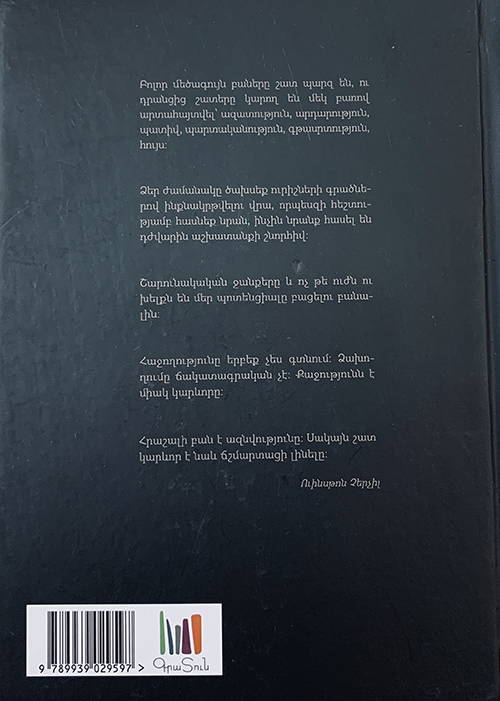 Բոլոր մեծագույն բաները շատ պարզ են, ու
դրանցից շատերը կարող են մեկ բառով
արտահայտվել՝ ազատություն, արդարություն,
պատիվ, պարտականություն, գթասրտություն,
հույս։
Ձեր ժամանակը ծախսեք ուրիշների գրածնե-
րով ինքնակրթվելու վրա, որպեսզի հեշտու-
թյամբ հասնեք նրան, ինչին նրանք հասել են
դժվարին աշխատանքի շնորհիվ։
Շարունակական ջանքերը և ոչ թե ուժն ու
խելքն են մեր պոտենցիալը բացելու բանա-
լին։
Հաջողությունը երբեք չես գտնում։ Ձախո-
ղումը ճակատագրական չէ։ Քաջությունն է
միակ կարևորը։
Հրաշալի բան է ազնվությունը։ Սակայն շատ
կարևոր է նաև ճշմարտացի լինելը։
Ուինսթոն Չերչիլ
9 789939 029597 >
ԳրաՏուն